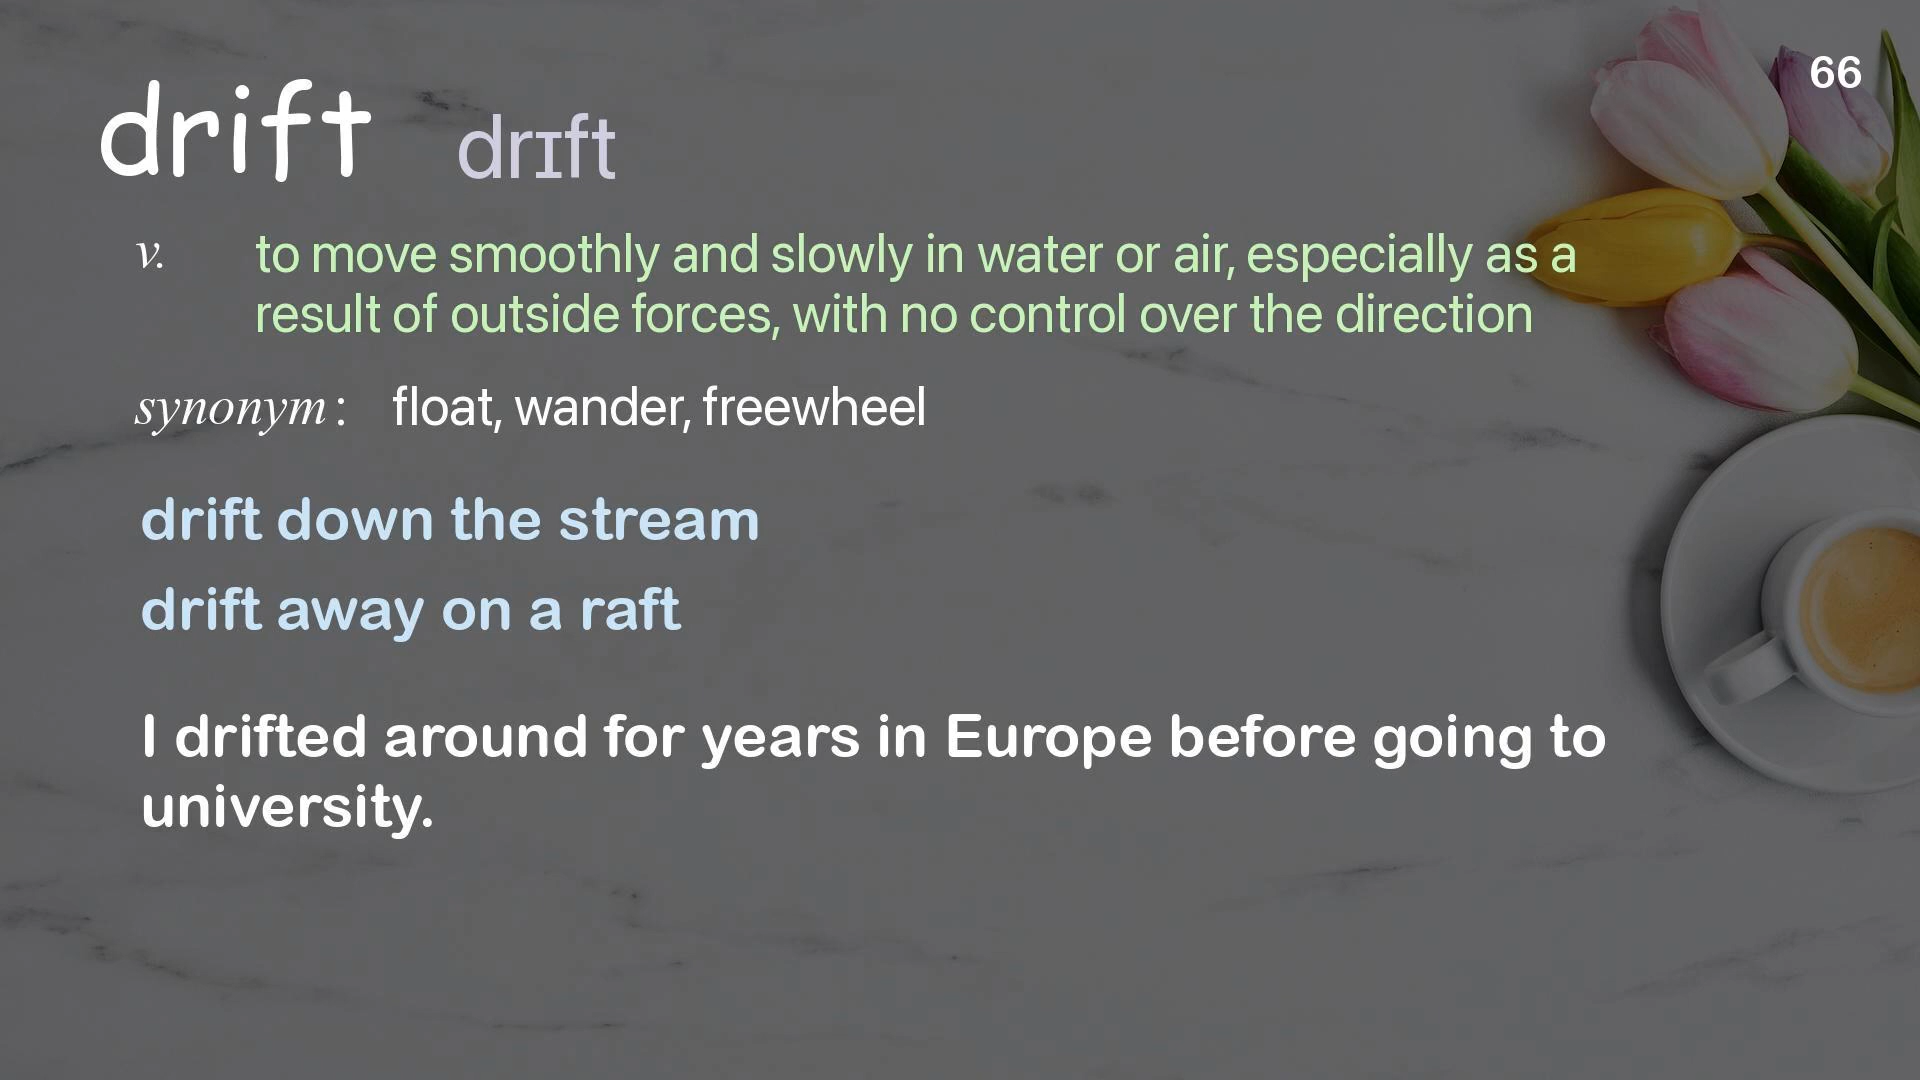 66
drift drɪft
v. to move smoothly and slowly in water or air, especially as a
result of outside forces, with no control over the direction
synonym: float, wander, freewheel
drift down the stream
drift away on a raft
I drifted around for years in Europe before going to
university.